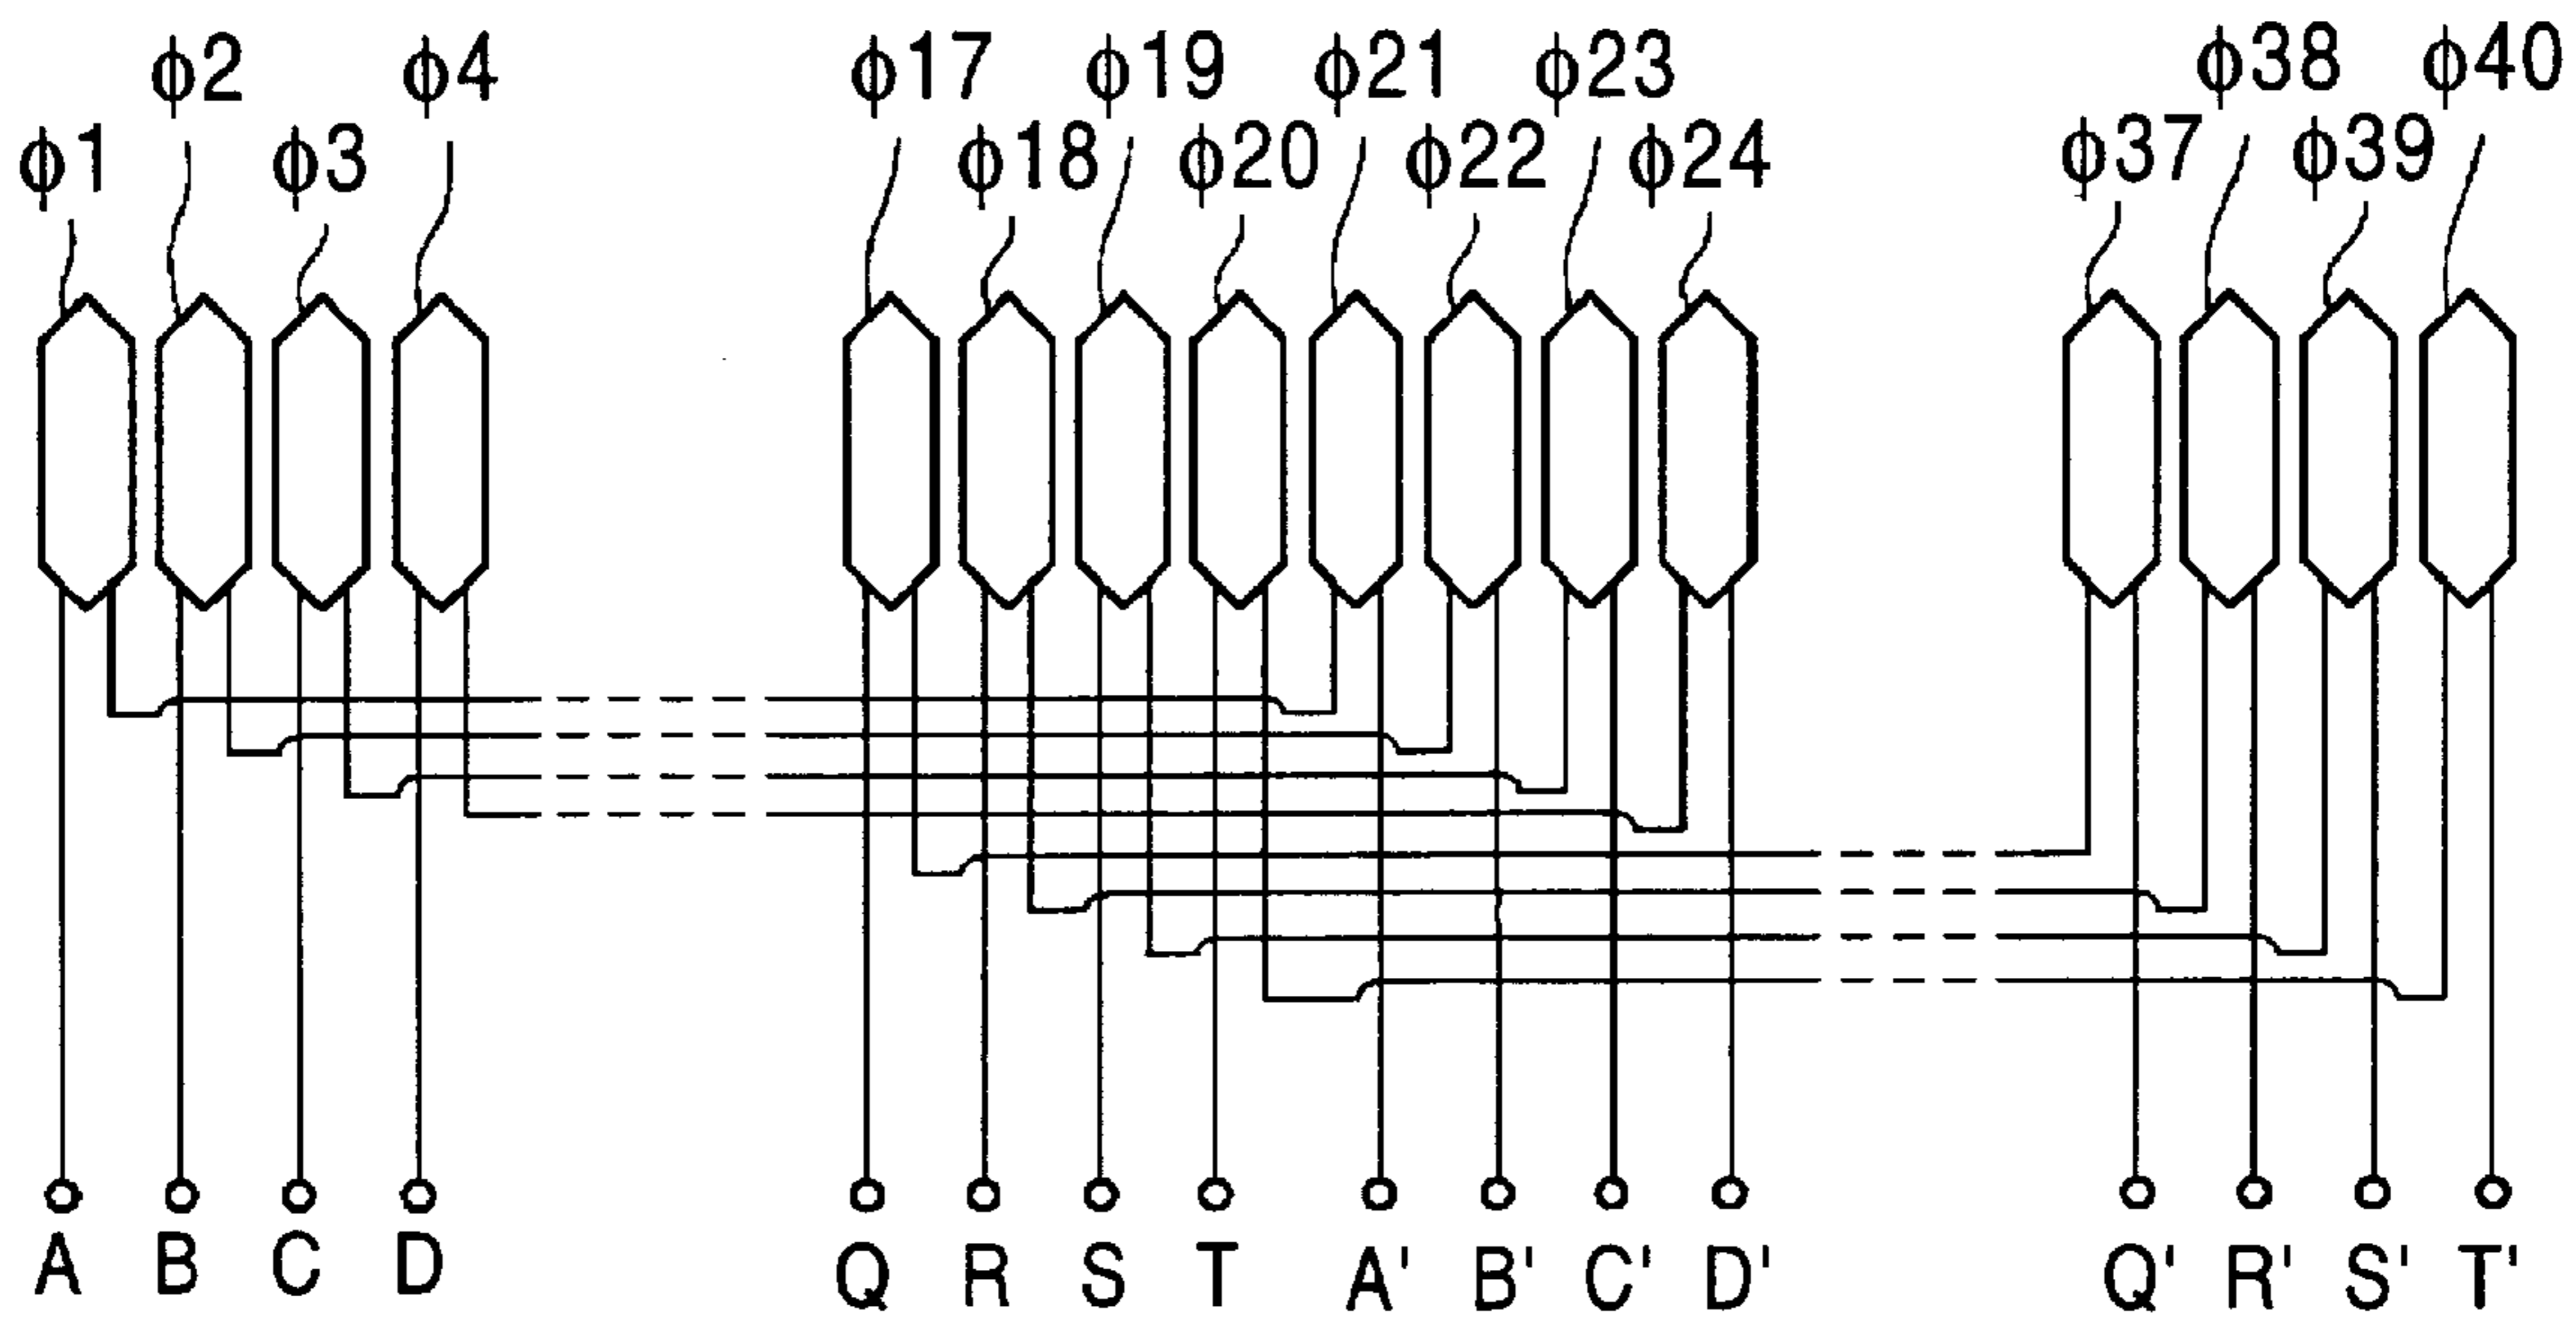 ϕ2 ϕ4 ϕ17 ϕ19 ϕ21 ϕ23 ϕ38 ϕ40
ϕ1 ϕ3 ϕ18 ϕ20 ϕ22 ϕ24 ϕ37 ϕ39
A B C D Q R S T A' B' C' D' Q' R' S' T'